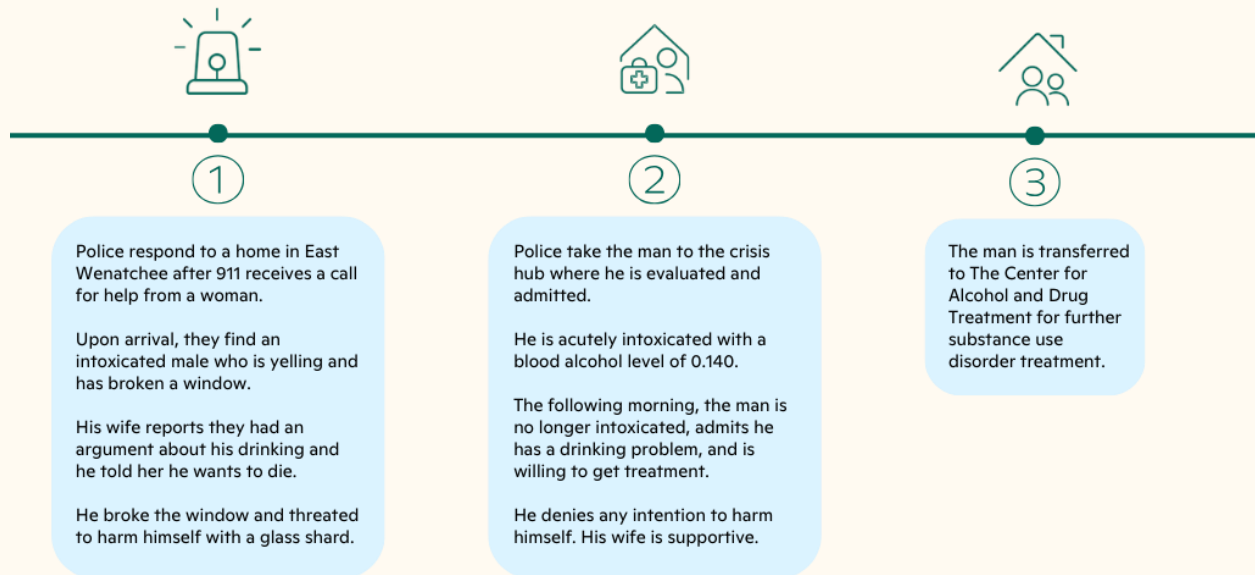 1
Police respond to a home in East
Wenatchee after 911 receives a call
for help from a woman.
Upon arrival, they find an
intoxicated male who is yelling and
has broken a window.
His wife reports they had an
argument about his drinking and
he told her he wants to die.
He broke the window and threated
to harm himself with a glass shard.
2
Police take the man to the crisis
hub where he is evaluated and
admitted.
He is acutely intoxicated with a
blood alcohol level of 0.140.
The following morning, the man is
no longer intoxicated, admits he
has a drinking problem, and is
willing to get treatment.
He denies any intention to harm
himself. His wife is supportive.
3
The man is transferred
to The Center for
Alcohol and Drug
Treatment for further
substance use
disorder treatment.